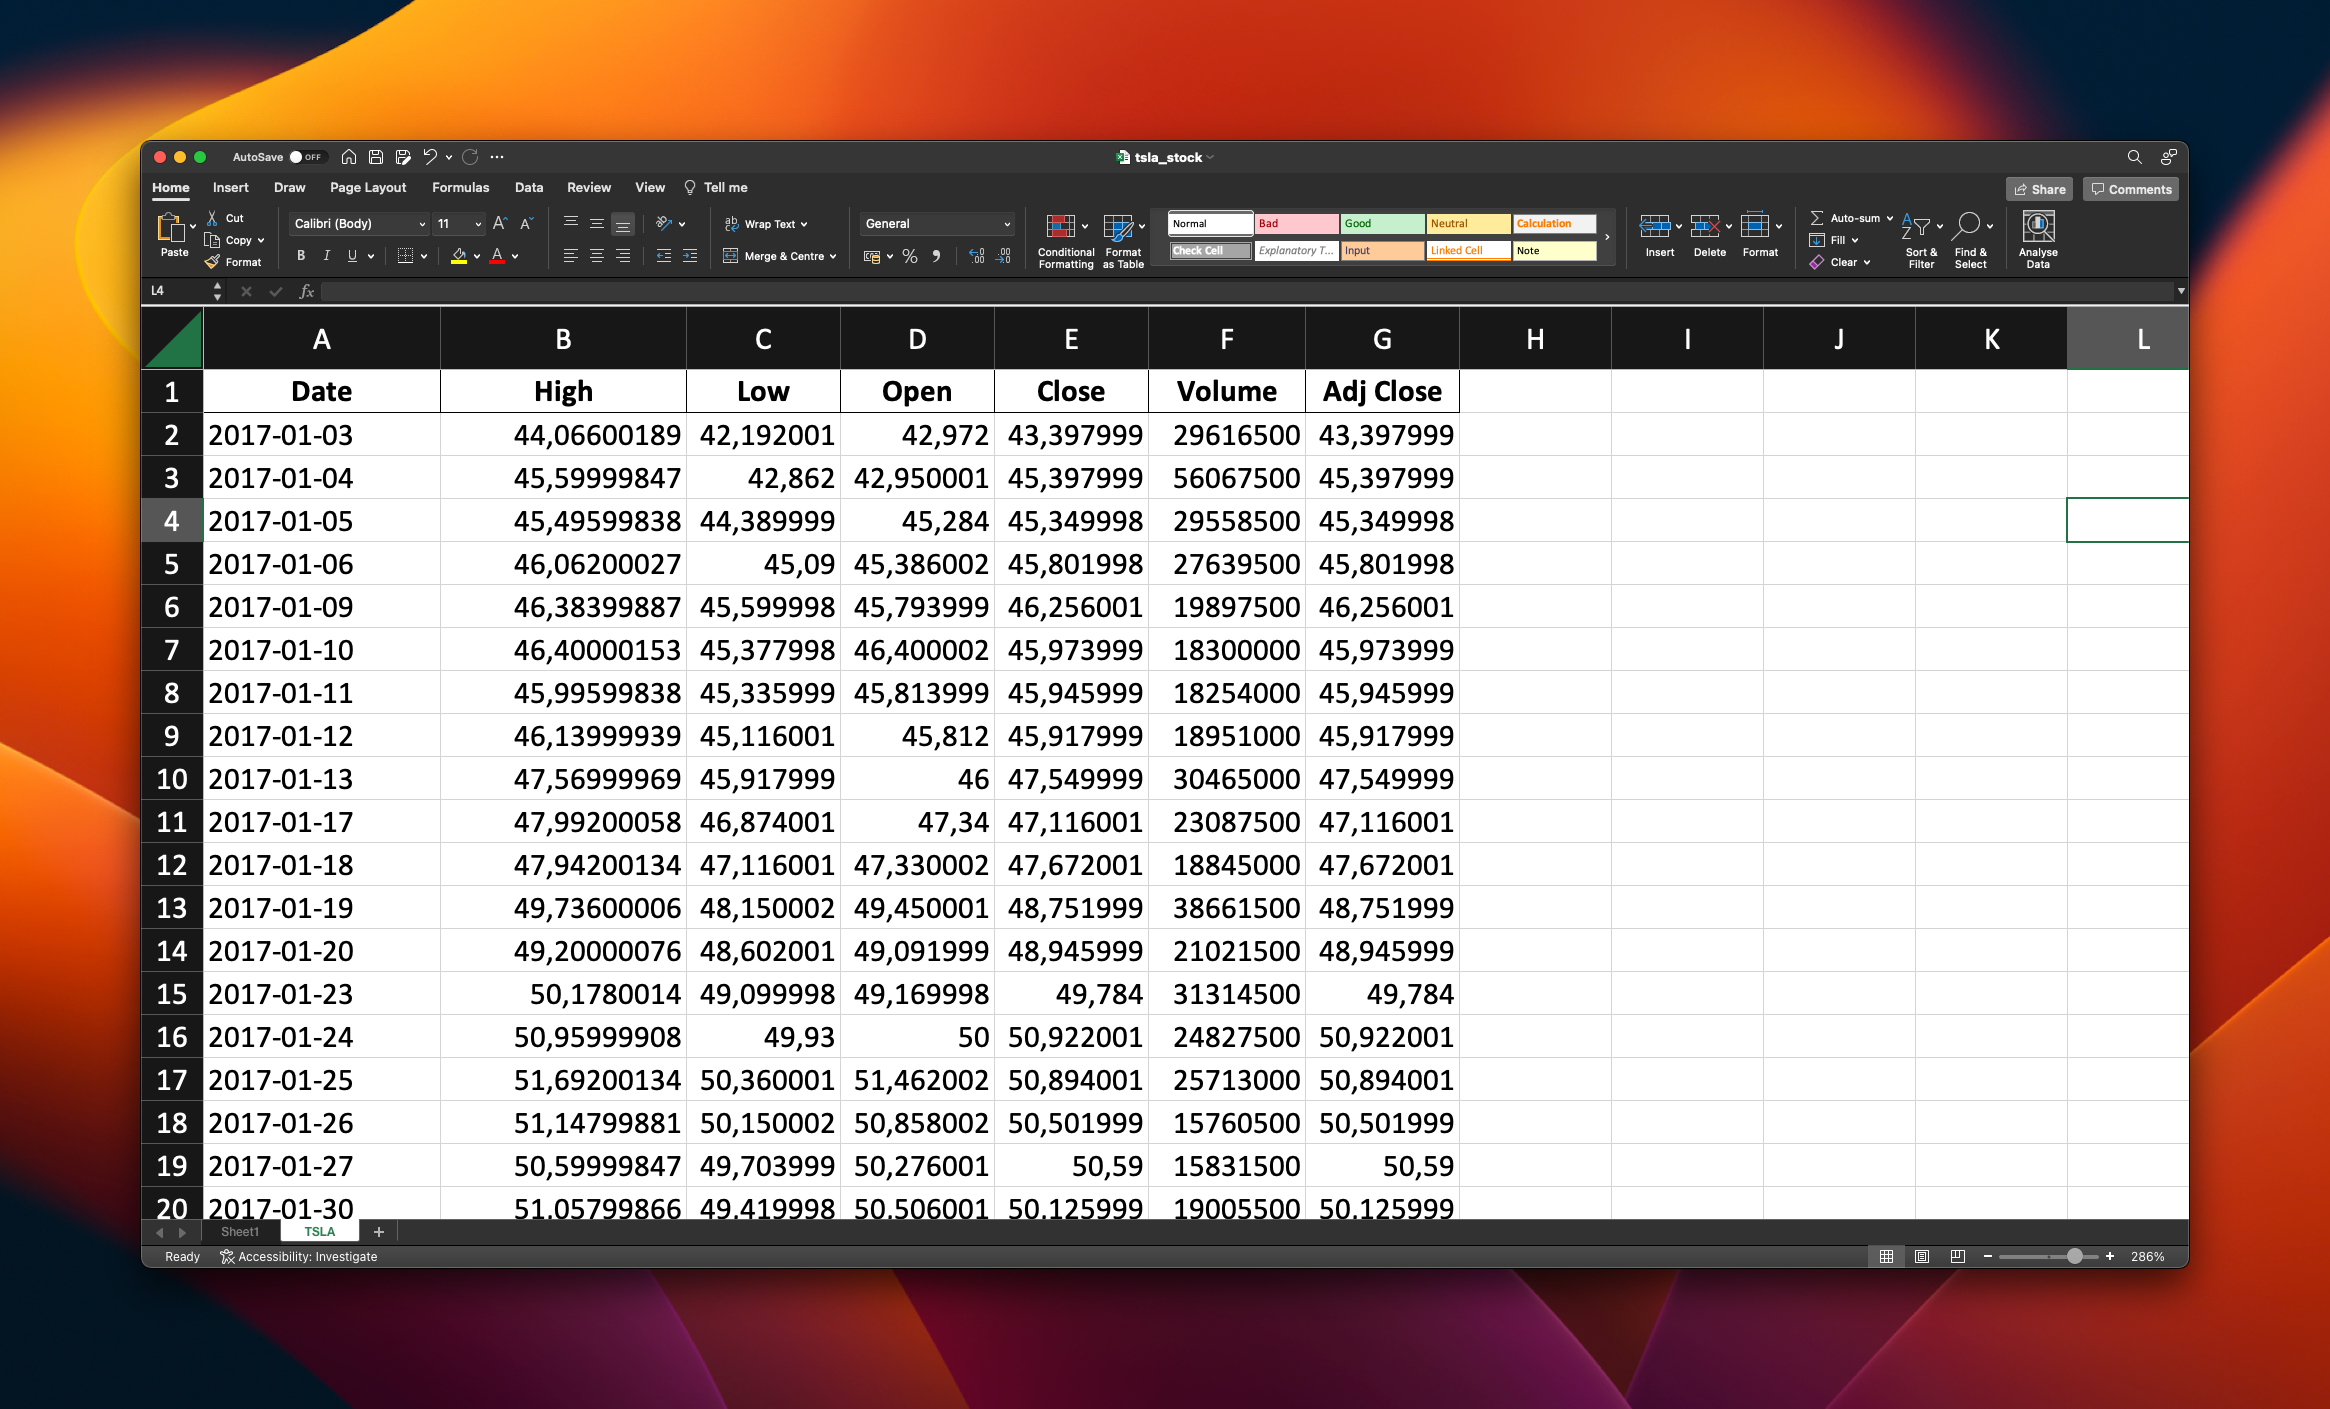 AutoSave OFF tsla_stock
Home Insert Draw Page Layout Formulas Data Review View Tell me Share Comments
Paste Cut Copy Format
Calibri (Body) 11 A A
B I U A
ab Wrap Text
Merge & Centre
General
%
Conditional Formatting Format as Table
Normal Bad Good Neutral Calculation
Check Cell Explanatory T... Input Linked Cell Note
Insert Delete Format
Auto-sum
Fill
Clear
Sort & Filter Find & Select Analyse Data
L4 fx
A B C D E F G H I J K L
1 Date High Low Open Close Volume Adj Close
2 2017-01-03 44,06600189 42,192001 42,972 43,397999 29616500 43,397999
3 2017-01-04 45,59999847 42,862 42,950001 45,397999 56067500 45,397999
4 2017-01-05 45,49599838 44,389999 45,284 45,349998 29558500 45,349998
5 2017-01-06 46,06200027 45,09 45,386002 45,801998 27639500 45,801998
6 2017-01-09 46,38399887 45,599998 45,793999 46,256001 19897500 46,256001
7 2017-01-10 46,40000153 45,377998 46,400002 45,973999 18300000 45,973999
8 2017-01-11 45,99599838 45,335999 45,813999 45,945999 18254000 45,945999
9 2017-01-12 46,13999939 45,116001 45,812 45,917999 18951000 45,917999
10 2017-01-13 47,56999969 45,917999 46 47,549999 30465000 47,549999
11 2017-01-17 47,99200058 46,874001 47,34 47,116001 23087500 47,116001
12 2017-01-18 47,94200134 47,116001 47,330002 47,672001 18845000 47,672001
13 2017-01-19 49,73600006 48,150002 49,450001 48,751999 38661500 48,751999
14 2017-01-20 49,20000076 48,602001 49,091999 48,945999 21021500 48,945999
15 2017-01-23 50,1780014 49,099998 49,169998 49,784 31314500 49,784
16 2017-01-24 50,95999908 49,93 50 50,922001 24827500 50,922001
17 2017-01-25 51,69200134 50,360001 51,462002 50,894001 25713000 50,894001
18 2017-01-26 51,14799881 50,150002 50,858002 50,501999 15760500 50,501999
19 2017-01-27 50,59999847 49,703999 50,276001 50,59 15831500 50,59
20 2017-01-30 51,05799866 49,419998 50,506001 50,125999 19005500 50,125999
Sheet1 TSLA +
Ready Accessibility: Investigate 286%